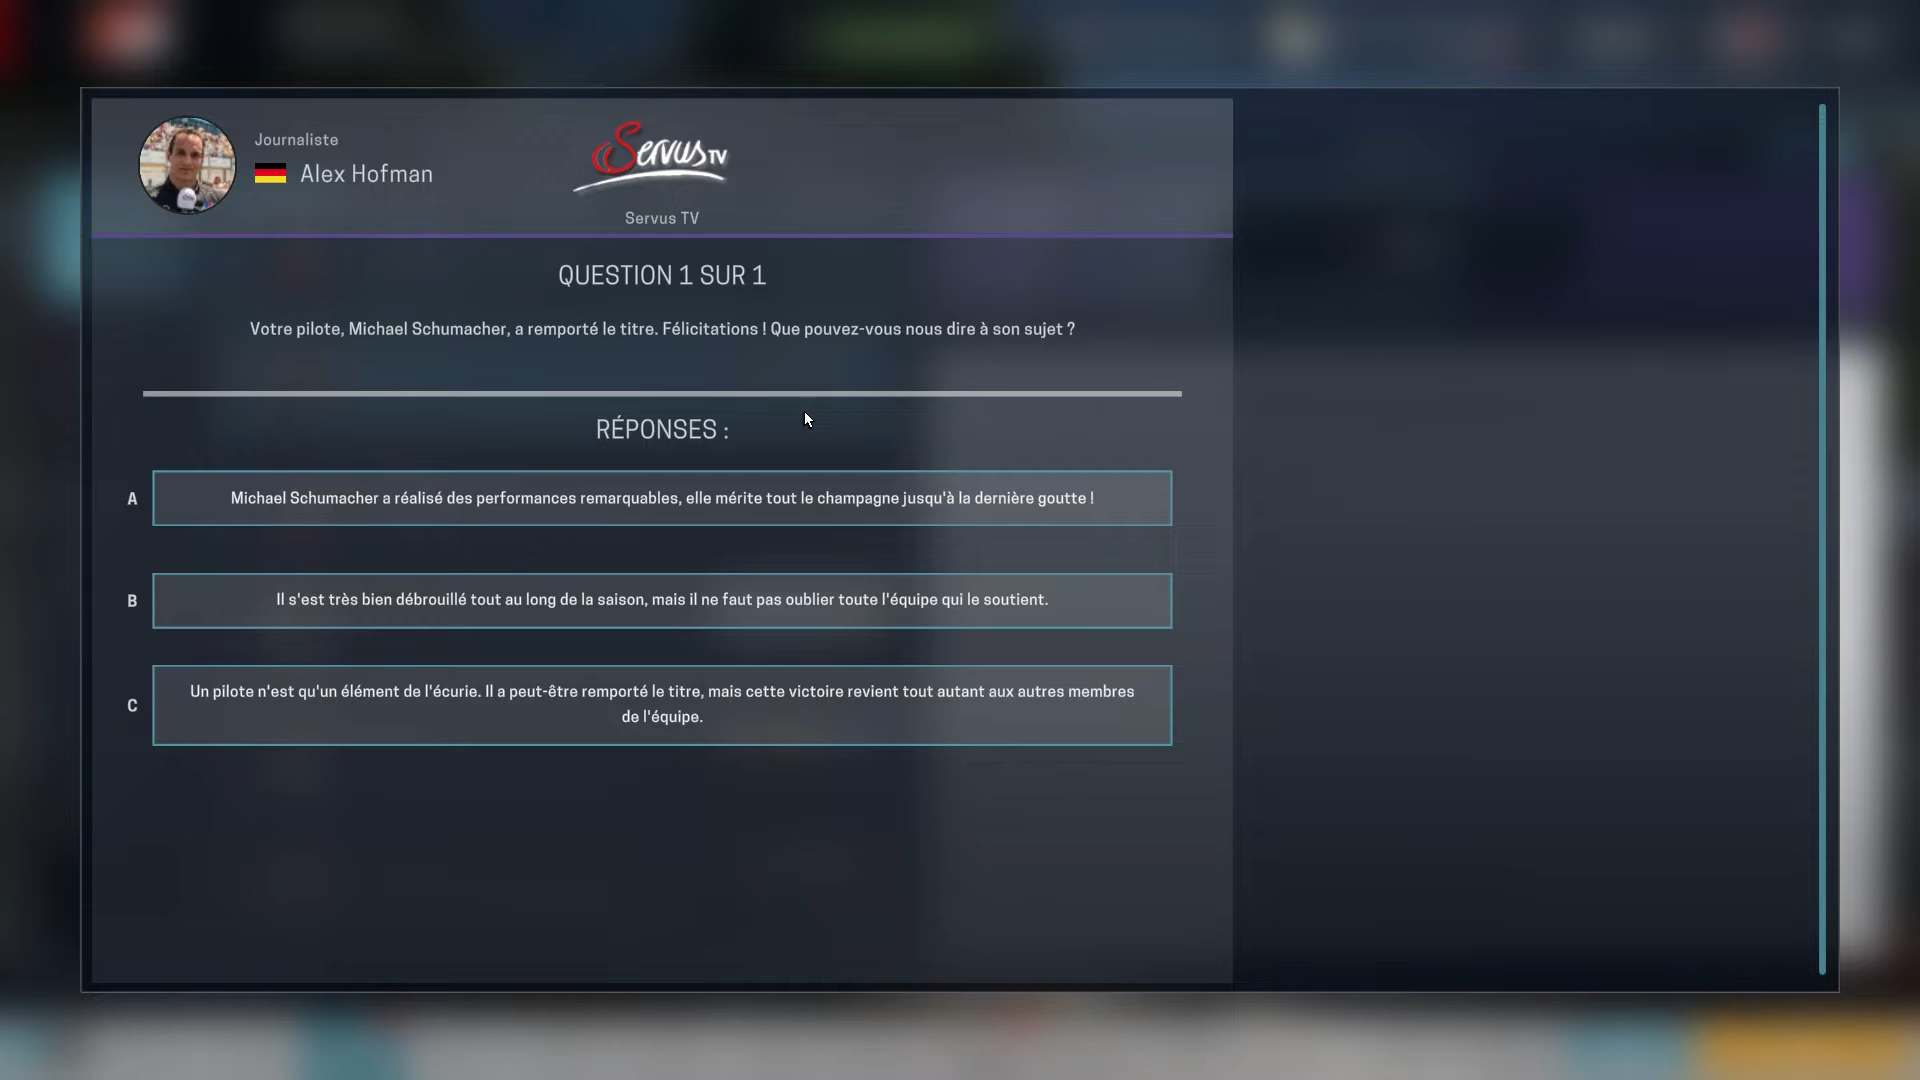 Journaliste
Alex Hofman
ServusTV
Servus TV
QUESTION 1 SUR 1
Votre pilote, Michael Schumacher, a remporté le titre. Félicitations ! Que pouvez-vous nous dire à son sujet ?
RÉPONSES :
A
Michael Schumacher a réalisé des performances remarquables, elle mérite tout le champagne jusqu'à la dernière goutte !
B
Il s'est très bien débrouillé tout au long de la saison, mais il ne faut pas oublier toute l'équipe qui le soutient.
C
Un pilote n'est qu'un élément de l'écurie. Il a peut-être remporté le titre, mais cette victoire revient tout autant aux autres membres
de l'équipe.